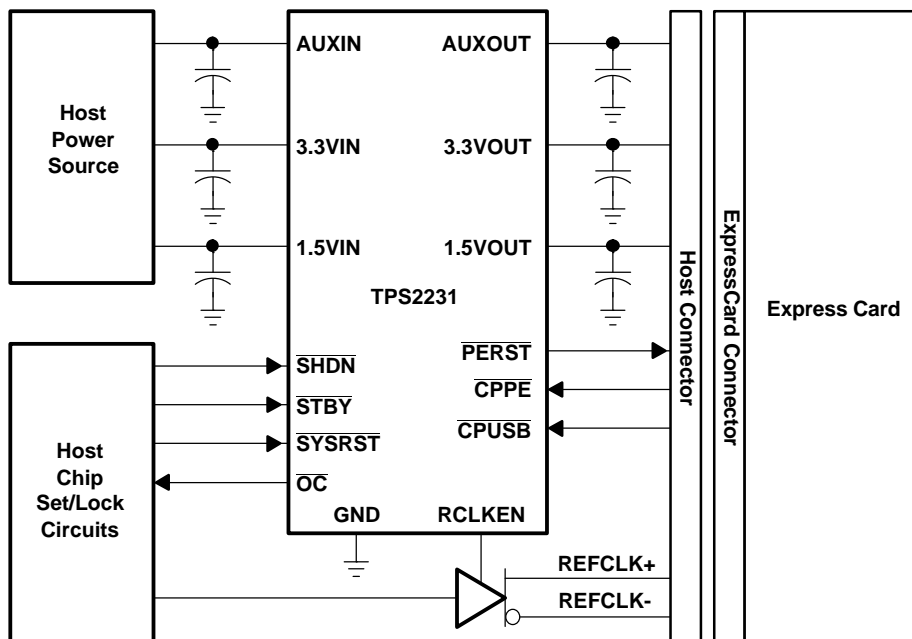 Host
Power
Source
AUXIN
AUXOUT
3.3VIN
3.3VOUT
1.5VIN
1.5VOUT
TPS2231
Host
Chip
Set/Lock
Circuits
SHDN
STBY
SYSRST
OC
PERST
CPPE
CPUSB
GND
RCLKEN
REFCLK+
REFCLK-
Host Connector
ExpressCard Connector
Express Card